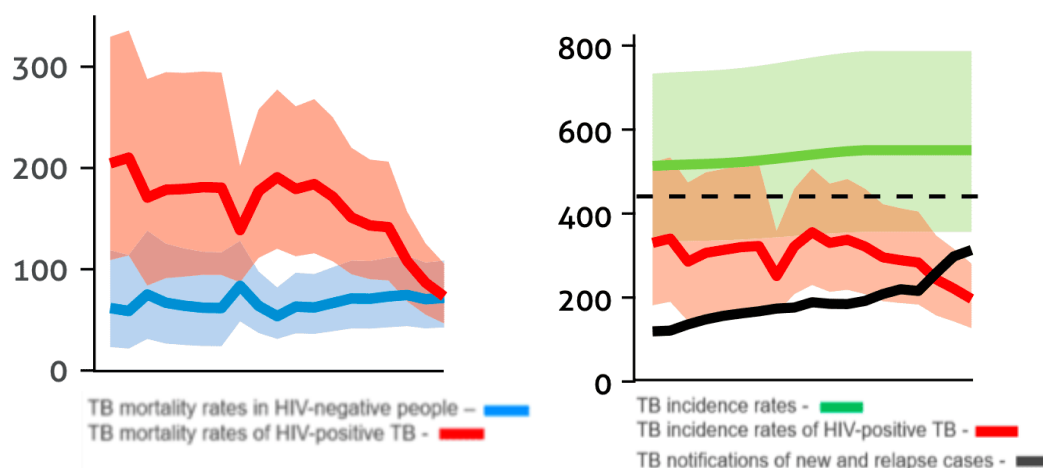 300
200
100
0
TB mortality rates in HIV-negative people –
TB mortality rates of HIV-positive TB -
800
600
400
200
0
TB incidence rates -
TB incidence rates of HIV-positive TB -
TB notifications of new and relapse cases -